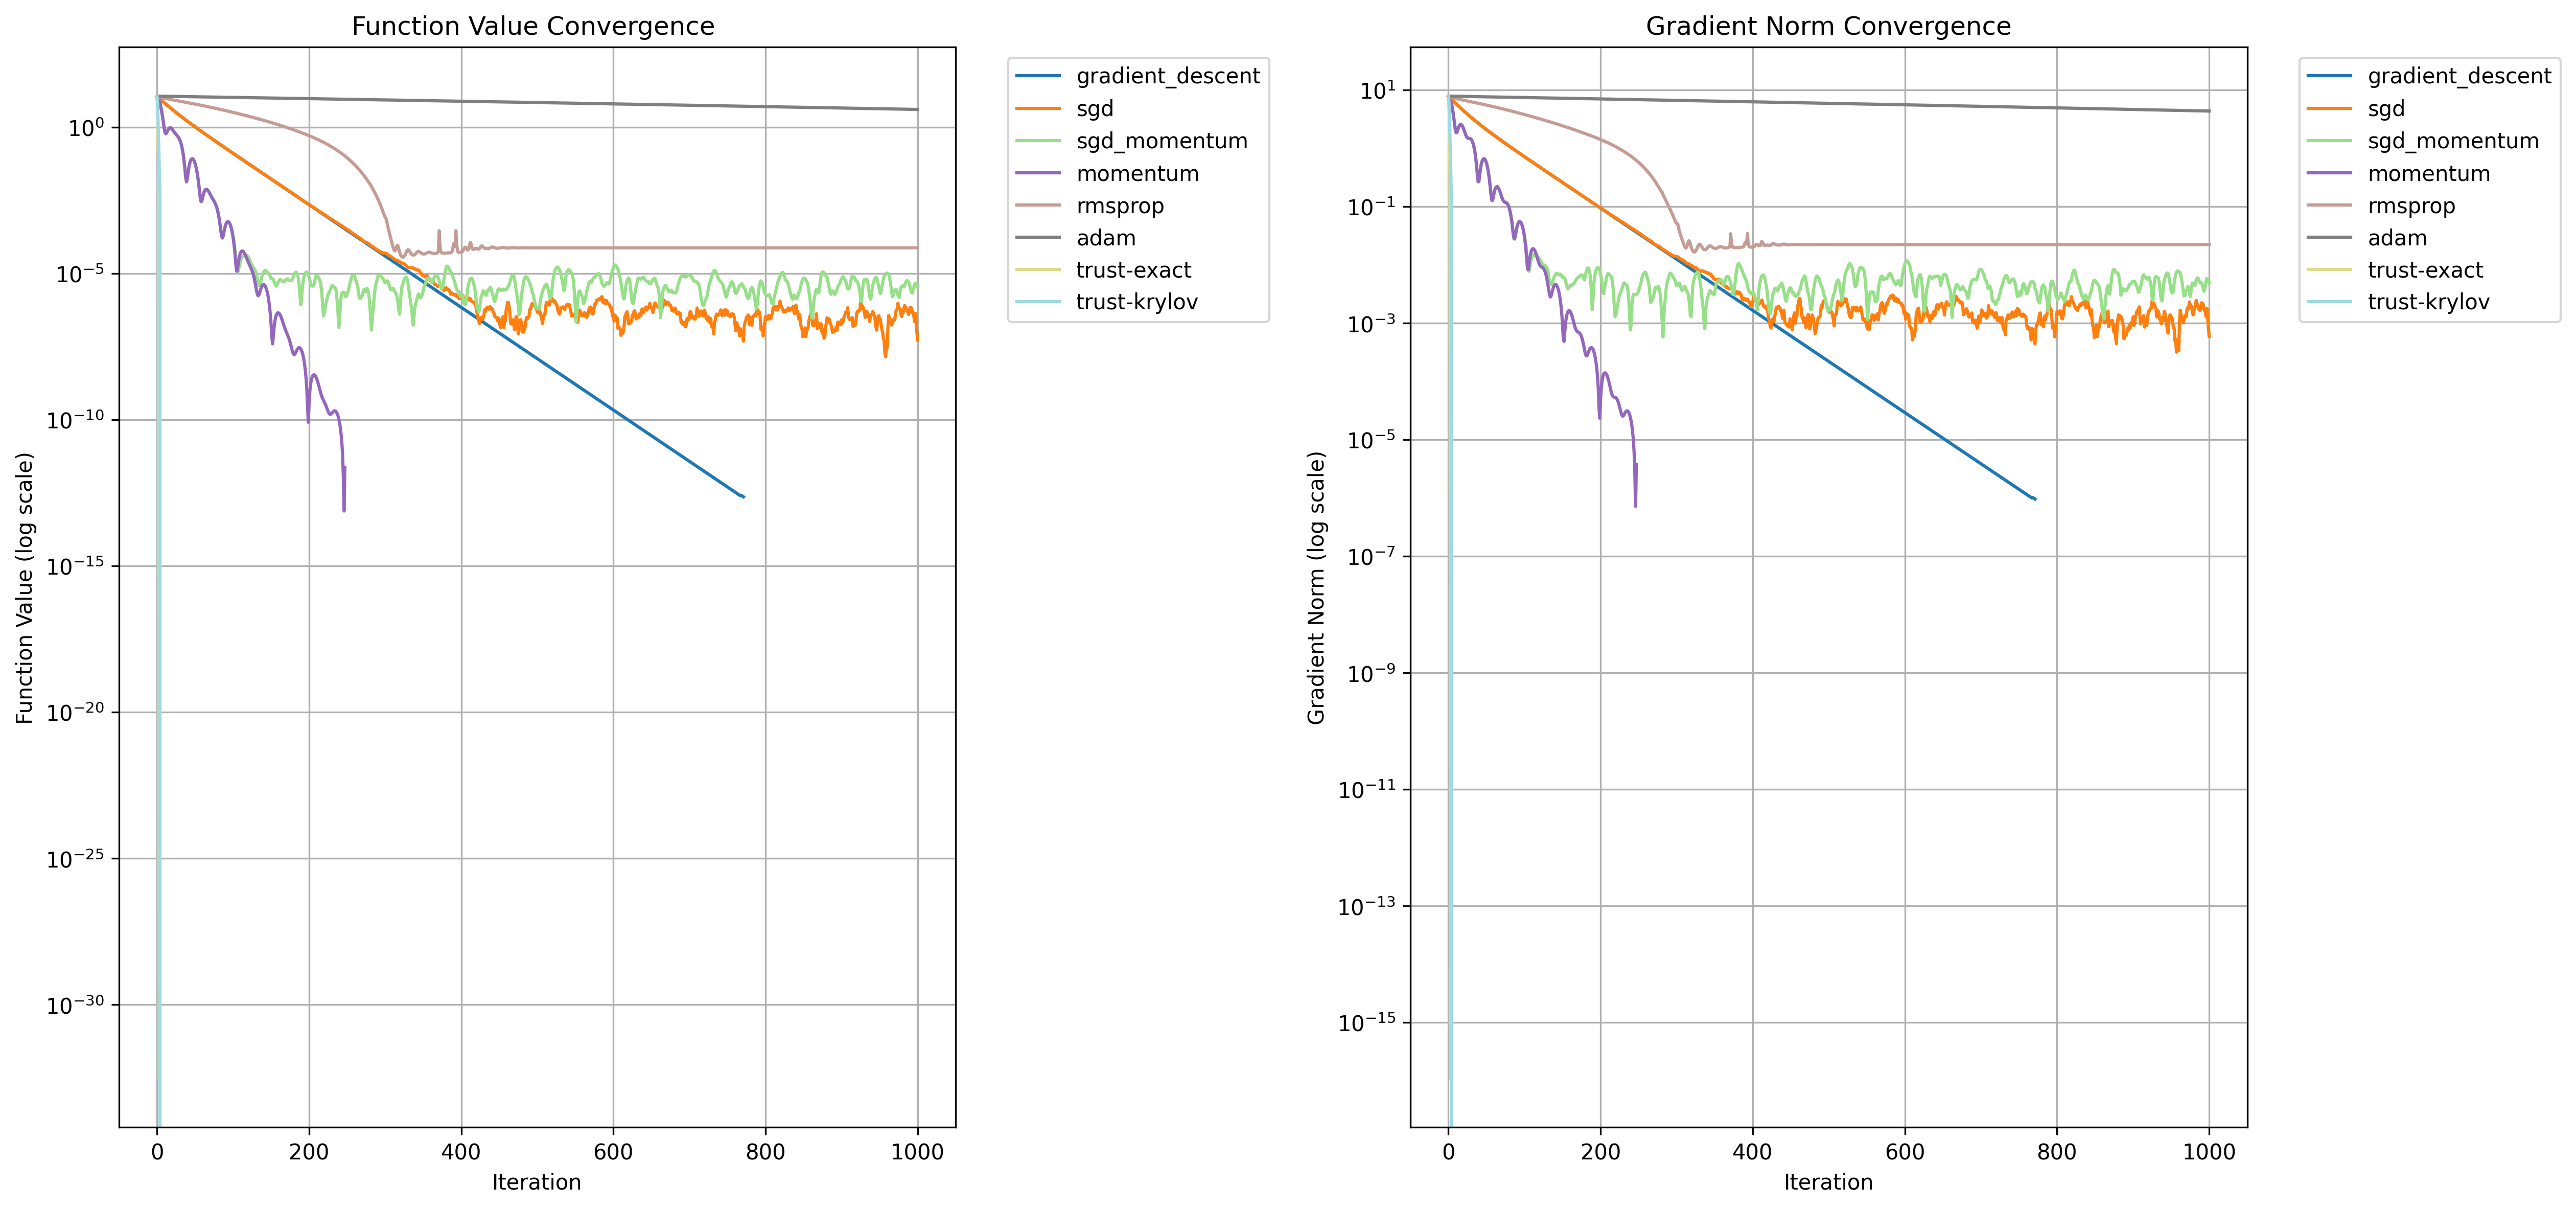 Function Value Convergence
Function Value (log scale)
10⁰
10⁻⁵
10⁻¹⁰
10⁻¹⁵
10⁻²⁰
10⁻²⁵
10⁻³⁰
0 200 400 600 800 1000
Iteration
gradient_descent
sgd
sgd_momentum
momentum
rmsprop
adam
trust-exact
trust-krylov
Gradient Norm Convergence
Gradient Norm (log scale)
10¹
10⁻¹
10⁻³
10⁻⁵
10⁻⁷
10⁻⁹
10⁻¹¹
10⁻¹³
10⁻¹⁵
0 200 400 600 800 1000
Iteration
gradient_descent
sgd
sgd_momentum
momentum
rmsprop
adam
trust-exact
trust-krylov